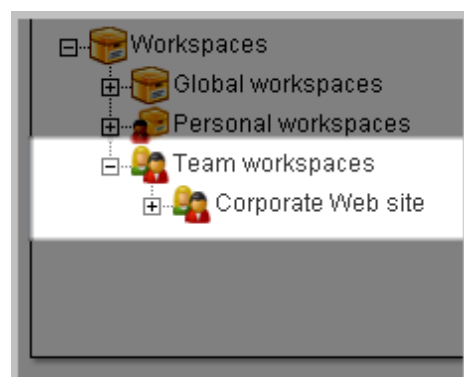 Workspaces
Global workspaces
Personal workspaces
Team workspaces
Corporate Web site